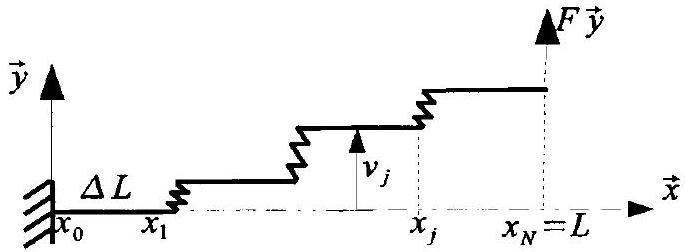 F y⃗
y⃗
ΔL
v_j
x⃗
x_0
x_1
x_j
x_N = L